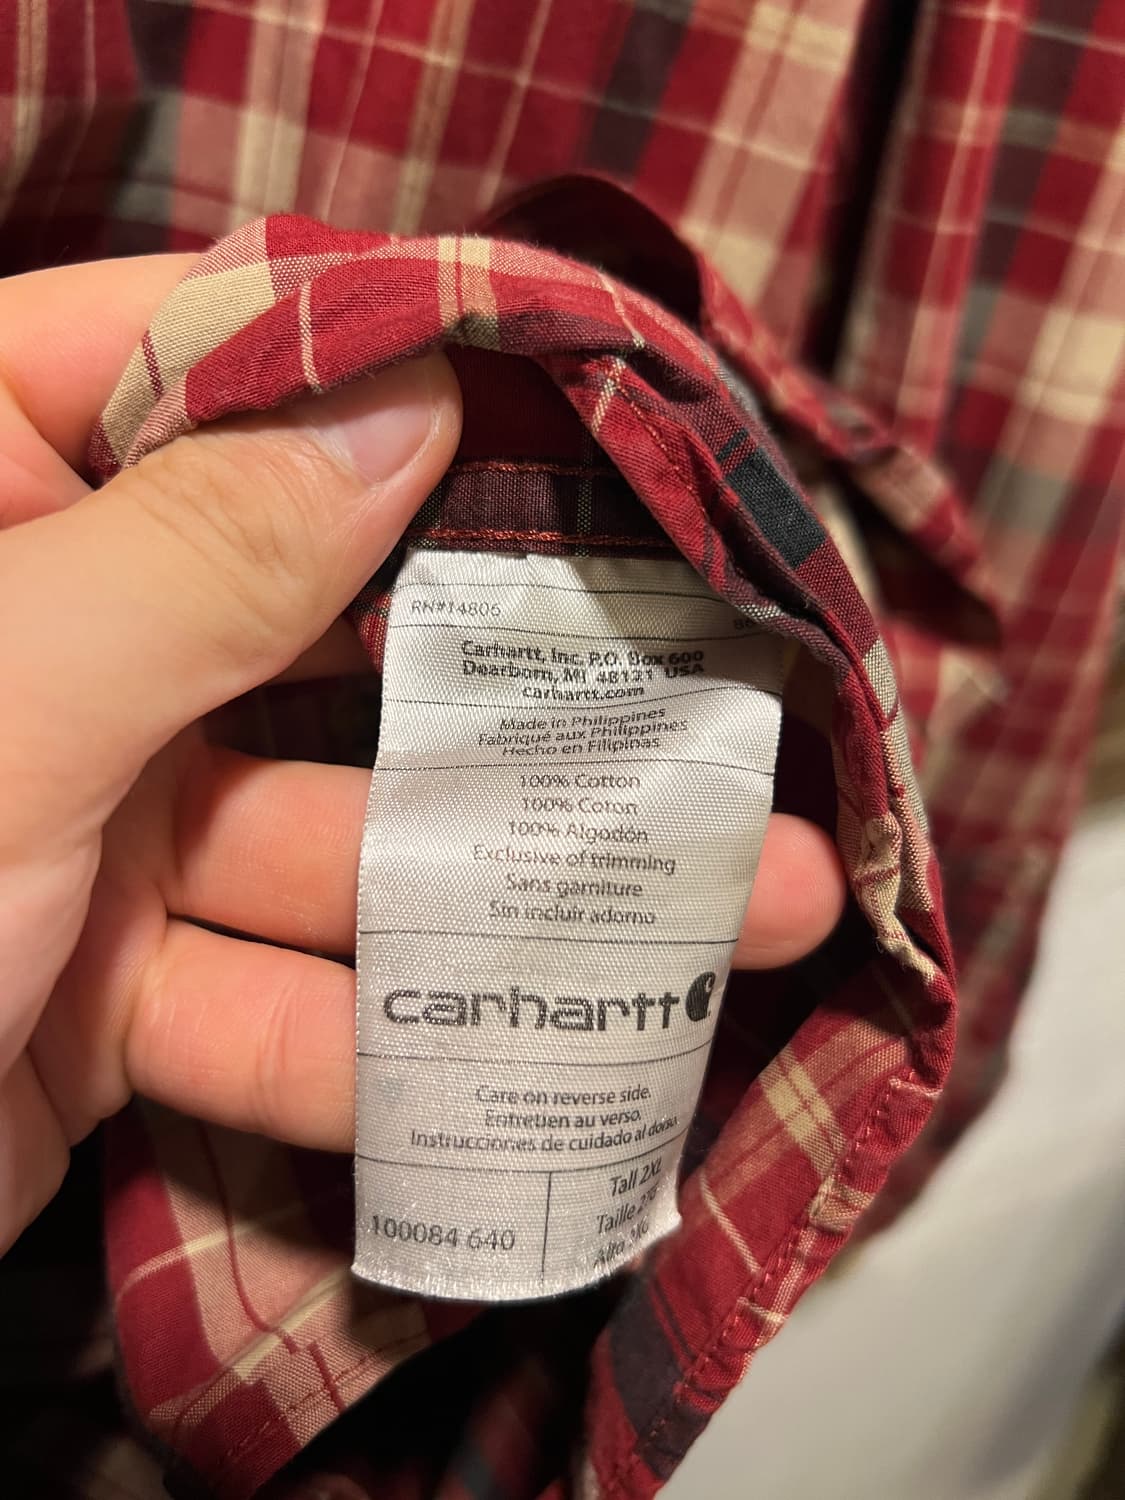 RN#14806
Carhartt, Inc. P.O. Box 600
Dearborn, MI 48121 USA
carhartt.com
Made in Philippines
Fabriqué aux Philippines
Hecho en Filipinas
100% Cotton
100% Coton
100% Algodón
Exclusive of trimming
Sans garniture
Sin incluir adorno
carhartt
Care on reverse side.
Entretien au verso.
Instrucciones de cuidado al dorso.
100084 640
Tall 2XL
Taille
Alto